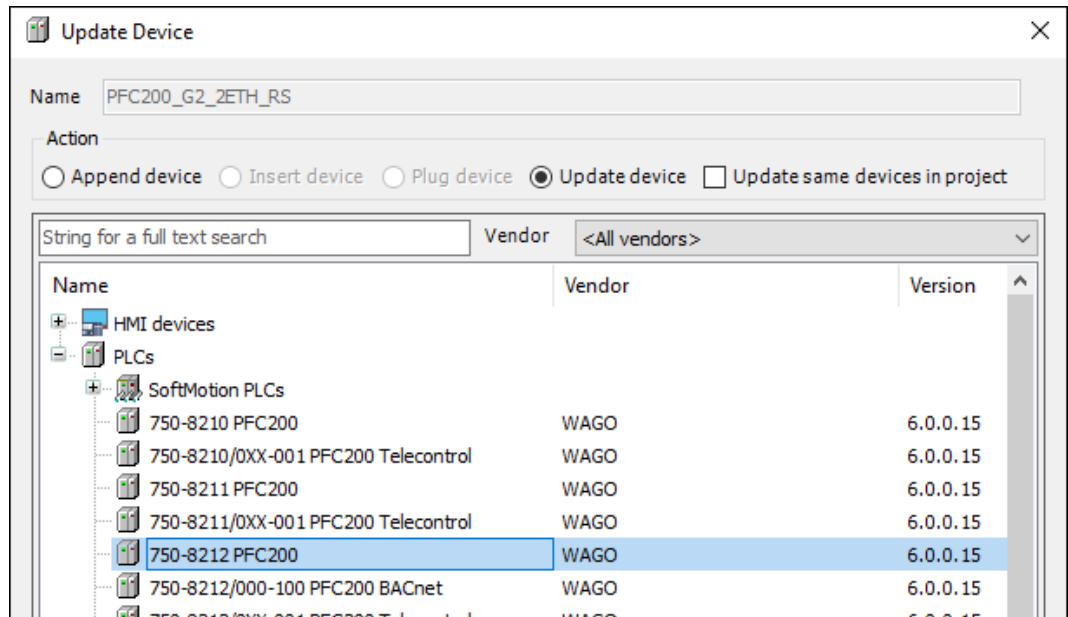 Update Device
Name PFC200_G2_2ETH_RS
Action
Append device Insert device Plug device Update device Update same devices in project
String for a full text search Vendor <All vendors>
Name Vendor Version
HMI devices
PLCs
SoftMotion PLCs
750-8210 PFC200 WAGO 6.0.0.15
750-8210/0XX-001 PFC200 Telecontrol WAGO 6.0.0.15
750-8211 PFC200 WAGO 6.0.0.15
750-8211/0XX-001 PFC200 Telecontrol WAGO 6.0.0.15
750-8212 PFC200 WAGO 6.0.0.15
750-8212/000-100 PFC200 BACnet WAGO 6.0.0.15